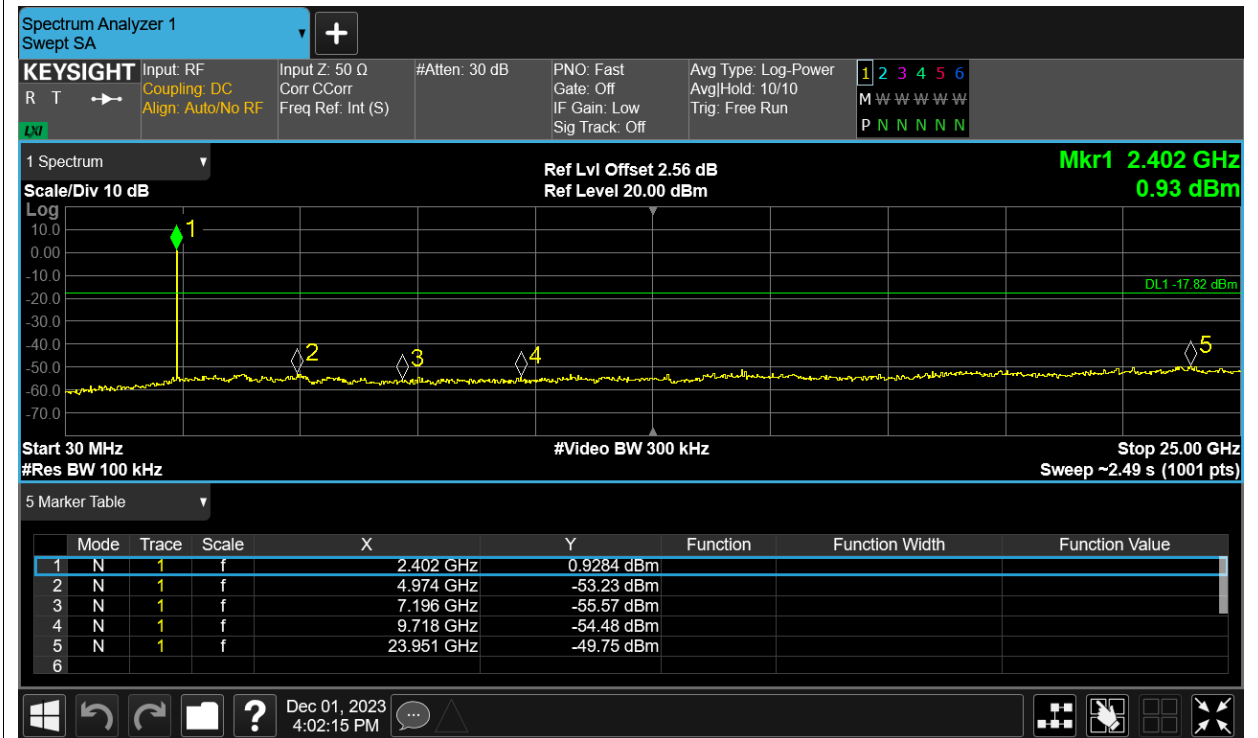 Spectrum Analyzer 1
Swept SA
+
KEYSIGHT
R T
LXI
Input: RF
Coupling: DC
Align: Auto/No RF
Input Z: 50 Ω
Corr CCorr
Freq Ref: Int (S)
#Atten: 30 dB
PNO: Fast
Gate: Off
IF Gain: Low
Sig Track: Off
Avg Type: Log-Power
Avg|Hold: 10/10
Trig: Free Run
1 2 3 4 5 6
M W W W W W
P N N N N N
1 Spectrum
Scale/Div 10 dB
Ref Lvl Offset 2.56 dB
Ref Level 20.00 dBm
Mkr1 2.402 GHz
0.93 dBm
Log
10.0
0.00
-10.0
-20.0
-30.0
-40.0
-50.0
-60.0
-70.0
1
2
3
4
5
DL1 -17.82 dBm
Start 30 MHz
#Res BW 100 kHz
#Video BW 300 kHz
Stop 25.00 GHz
Sweep ~2.49 s (1001 pts)
5 Marker Table
Mode Trace Scale X Y Function Function Width Function Value
1 N 1 f 2.402 GHz 0.9284 dBm
2 N 1 f 4.974 GHz -53.23 dBm
3 N 1 f 7.196 GHz -55.57 dBm
4 N 1 f 9.718 GHz -54.48 dBm
5 N 1 f 23.951 GHz -49.75 dBm
6
?
Dec 01, 2023
4:02:15 PM